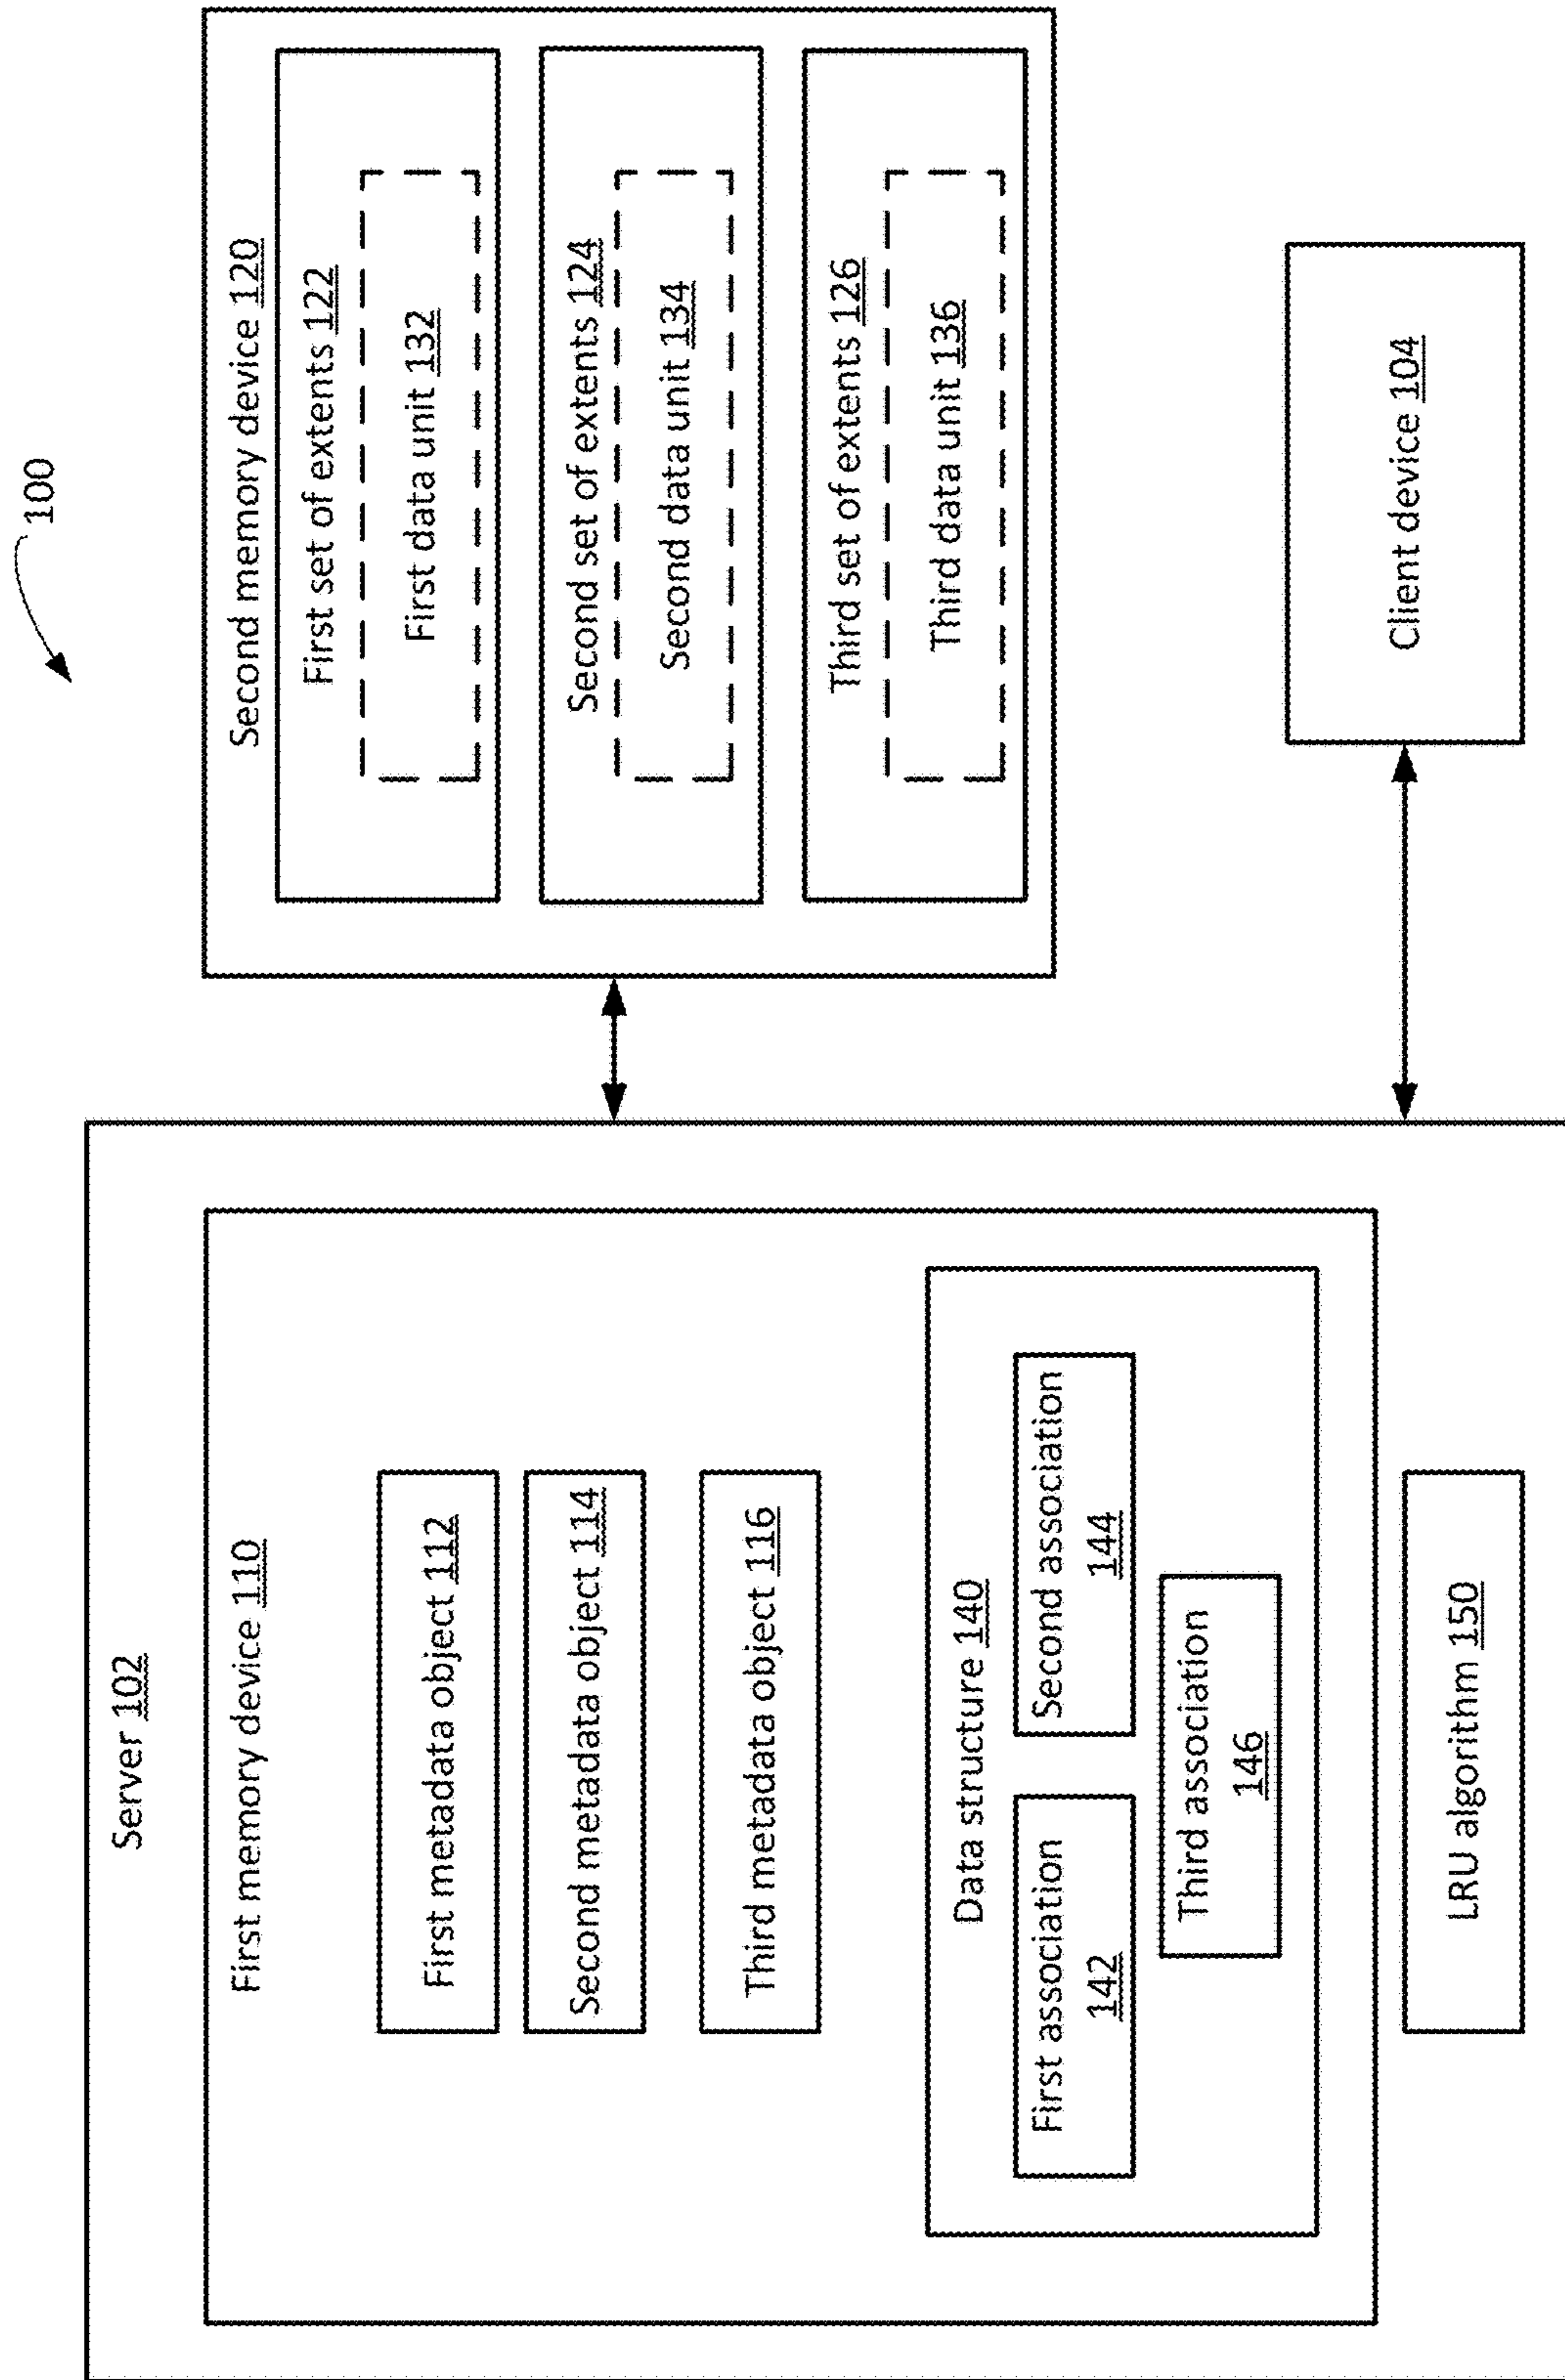 100
Server 102
First memory device 110
First metadata object 112
Second metadata object 114
Third metadata object 116
Data structure 140
First association
142
Second association
144
Third association
146
LRU algorithm 150
Second memory device 120
First set of extents 122
First data unit 132
Second set of extents 124
Second data unit 134
Third set of extents 126
Third data unit 136
Client device 104